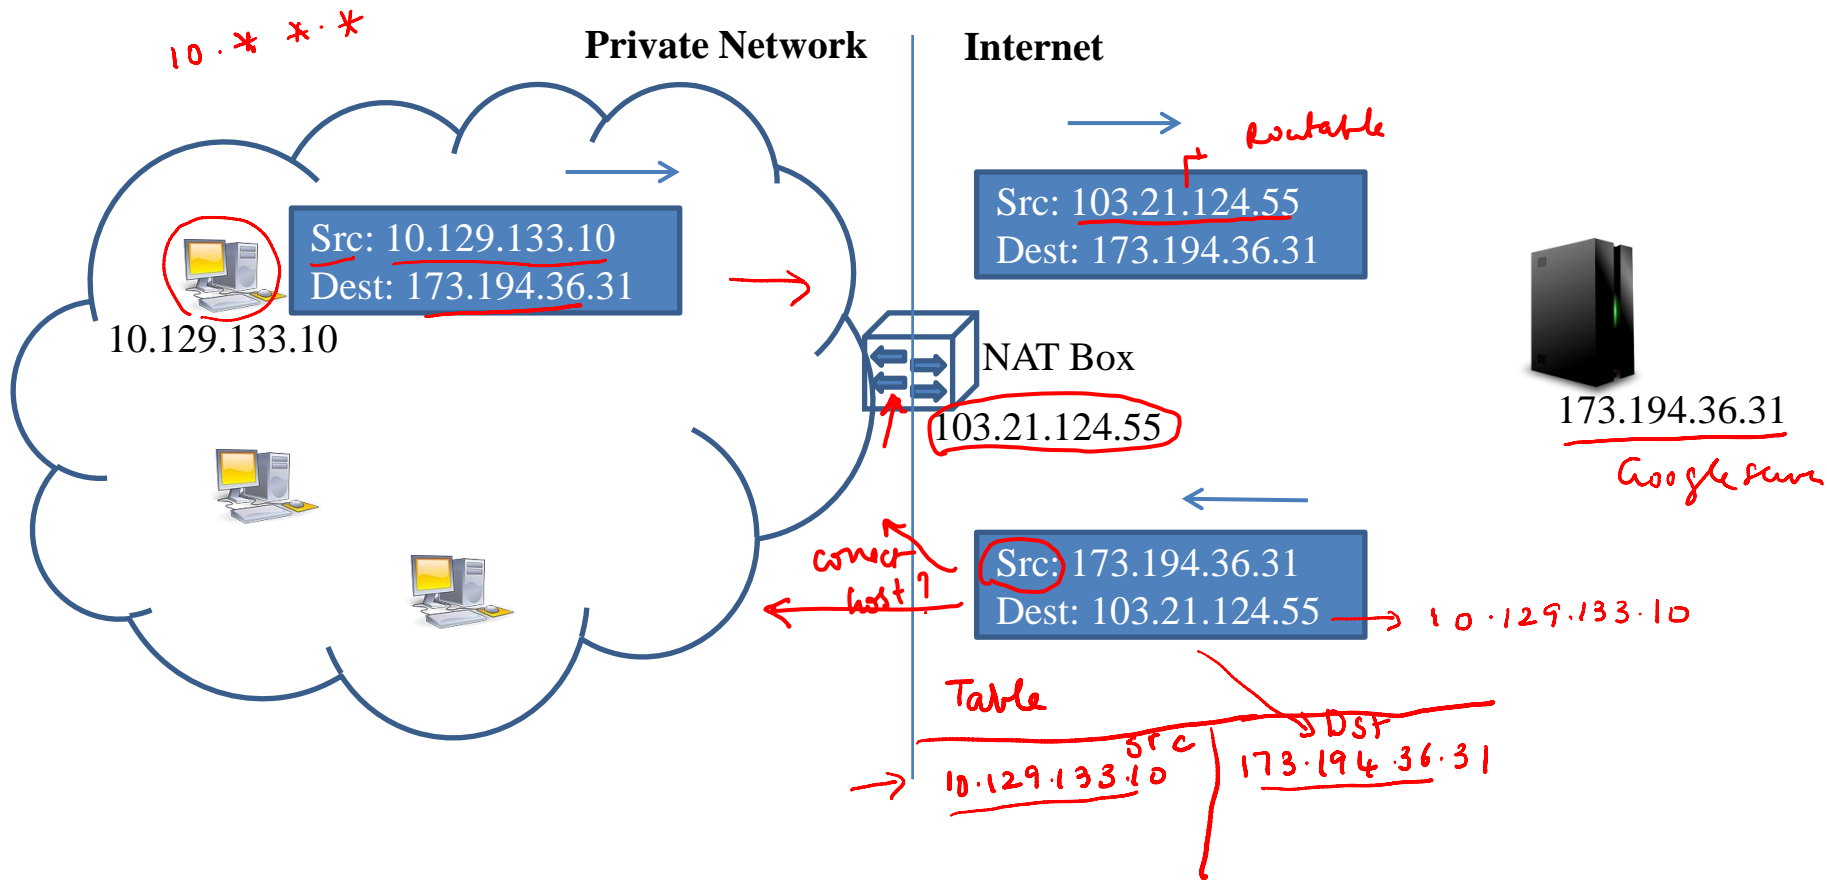 10.* *.*
Private Network
Internet
Routable
Src: 103.21.124.55
Dest: 173.194.36.31
Src: 10.129.133.10
Dest: 173.194.36.31
10.129.133.10
NAT Box
103.21.124.55
173.194.36.31
Google
correct
host?
Src: 173.194.36.31
Dest: 103.21.124.55
10.129.133.10
Table
Src
Dst
10.129.133.10
173.194.36.31